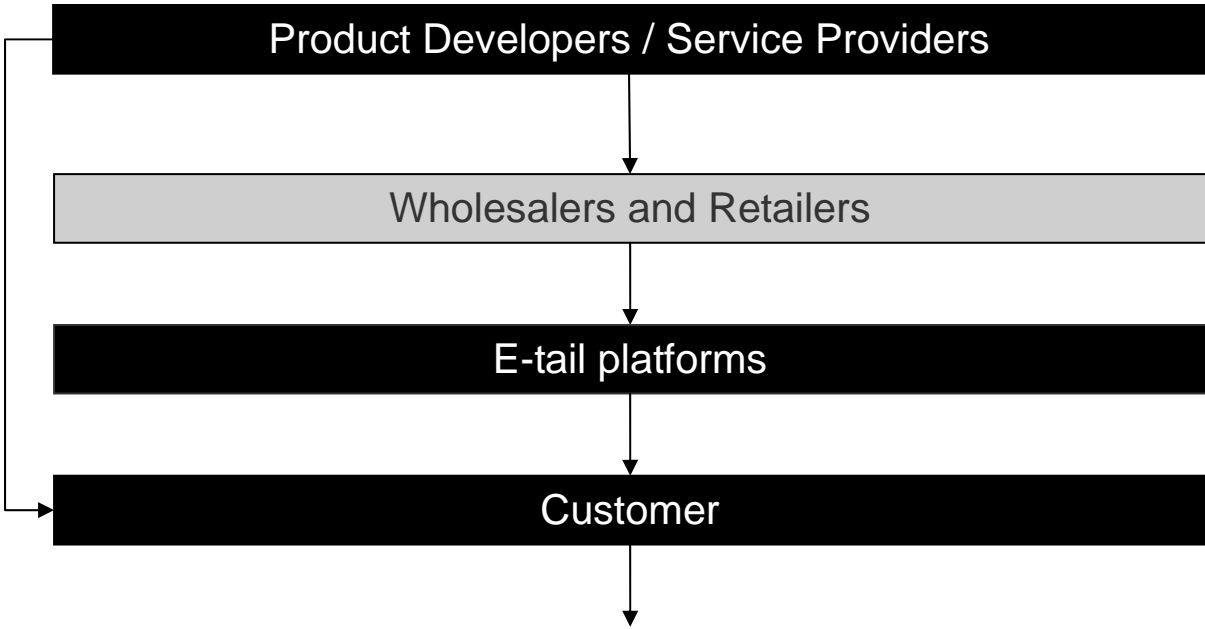 Product Developers / Service Providers
Wholesalers and Retailers
E-tail platforms
Customer